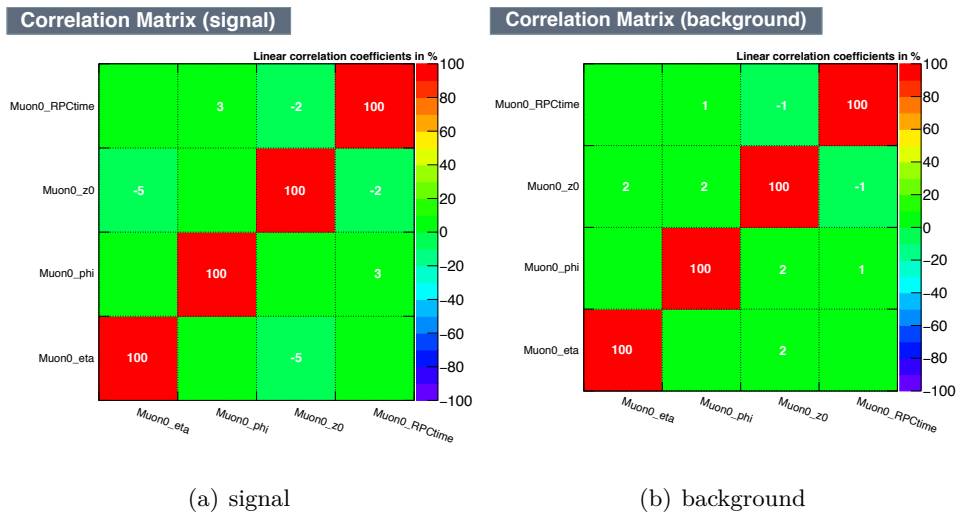 Correlation Matrix (signal)
Linear correlation coefficients in %
Muon0_RPCtime
3
-2
100
Muon0_z0
-5
100
-2
Muon0_phi
100
3
Muon0_eta
100
-5
Muon0_eta
Muon0_phi
Muon0_z0
Muon0_RPCtime
100
80
60
40
20
0
−20
−40
−60
−80
−100
(a) signal
Correlation Matrix (background)
Linear correlation coefficients in %
Muon0_RPCtime
1
-1
100
Muon0_z0
2
2
100
-1
Muon0_phi
100
2
1
Muon0_eta
100
2
Muon0_eta
Muon0_phi
Muon0_z0
Muon0_RPCtime
100
80
60
40
20
0
−20
−40
−60
−80
−100
(b) background